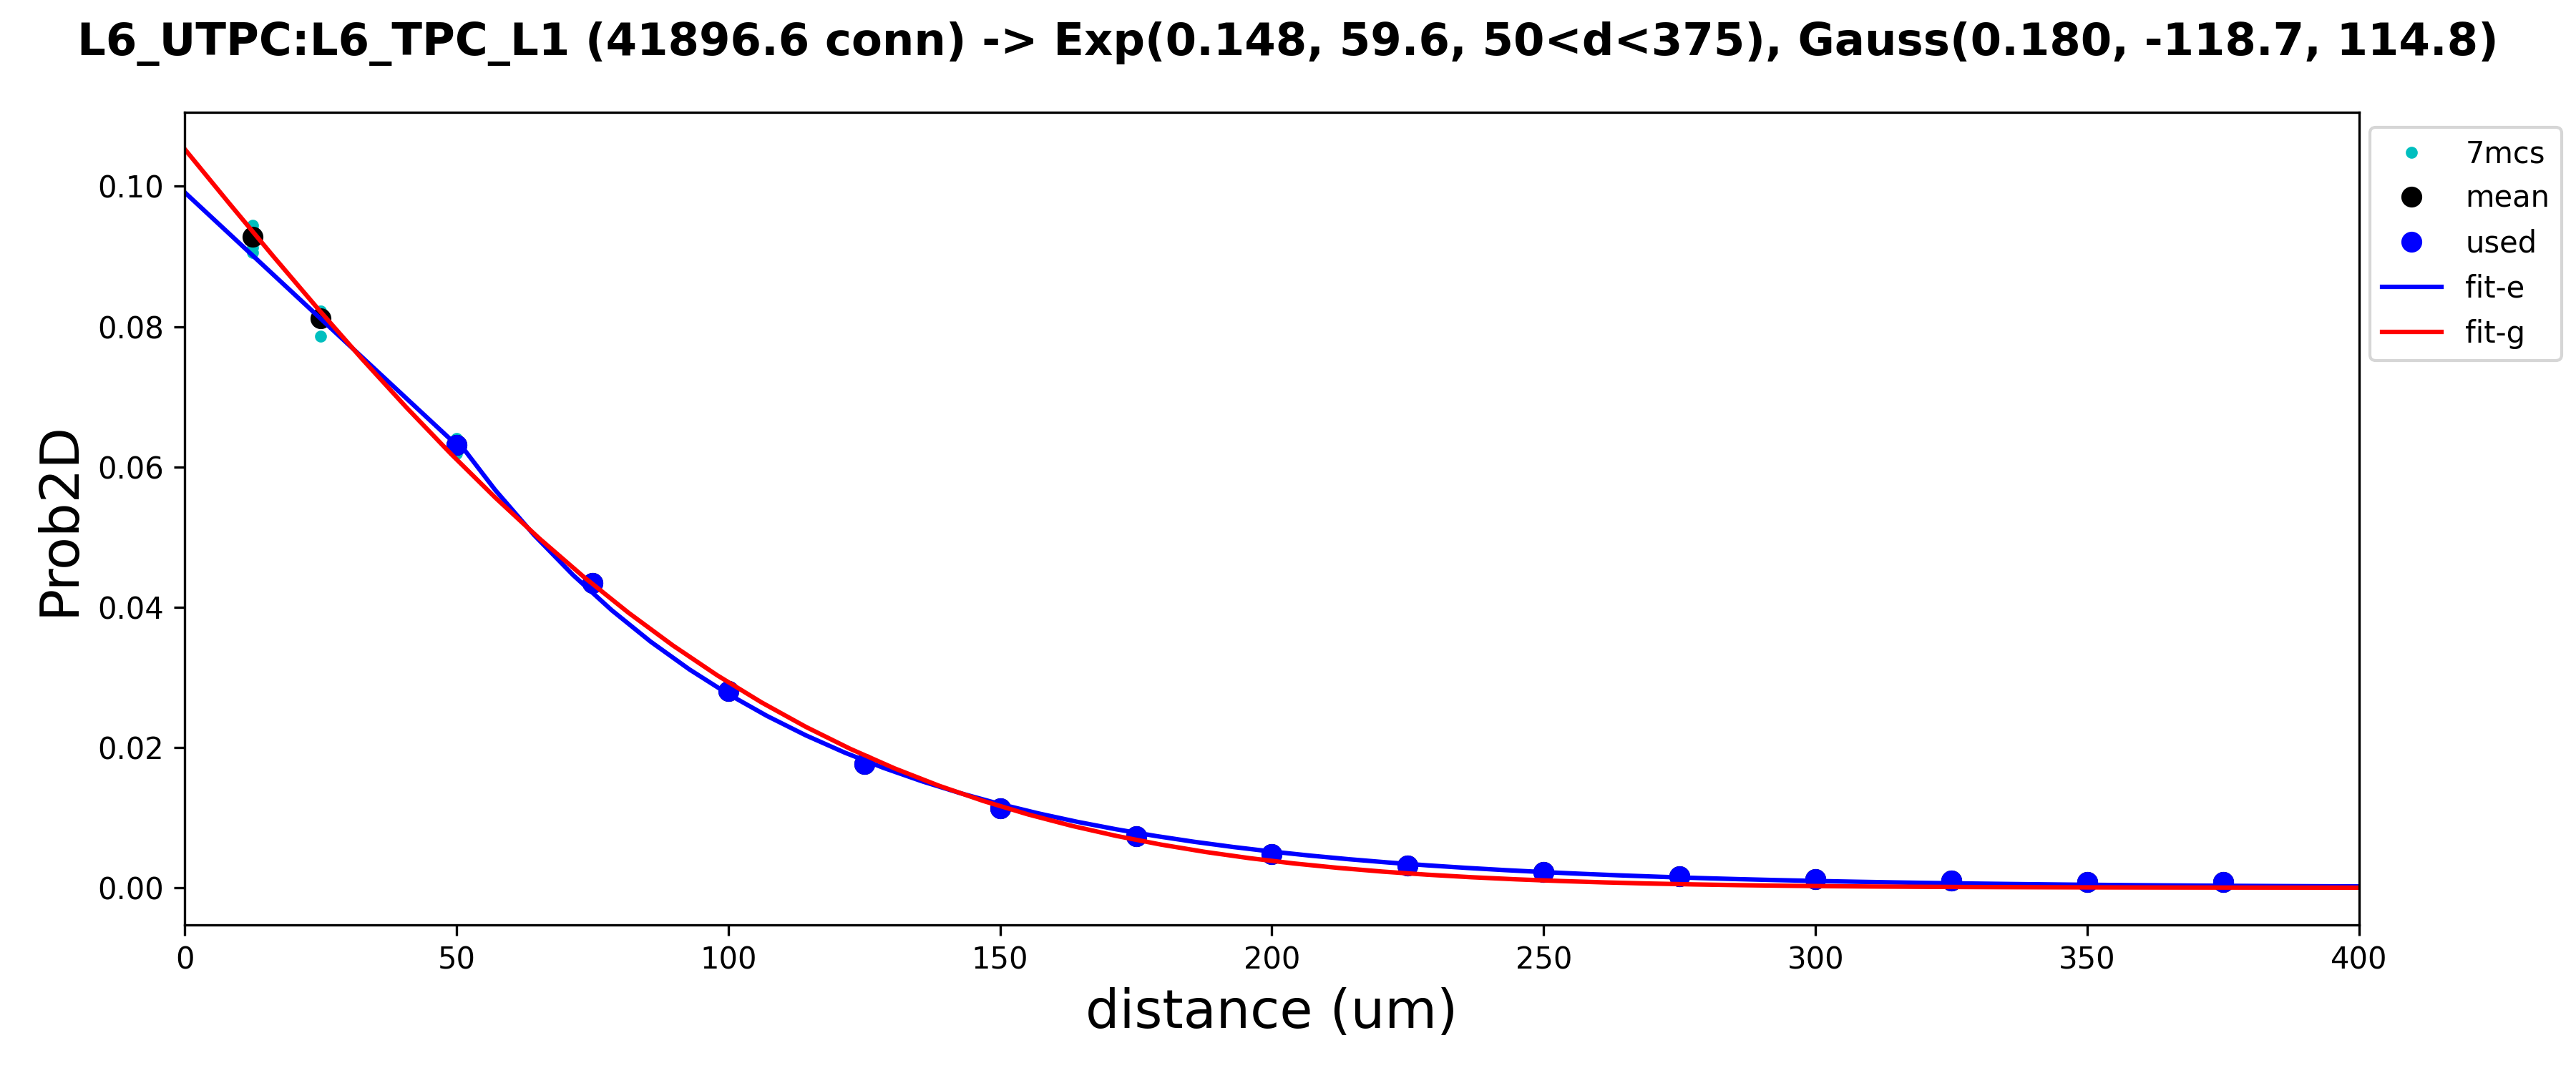 L6_UTPC:L6_TPC_L1 (41896.6 conn) -> Exp(0.148, 59.6, 50<d<375), Gauss(0.180, -118.7, 114.8)
7mcs
mean
used
fit-e
fit-g
Prob2D
0.10
0.08
0.06
0.04
0.02
0.00
0 50 100 150 200 250 300 350 400
distance (um)